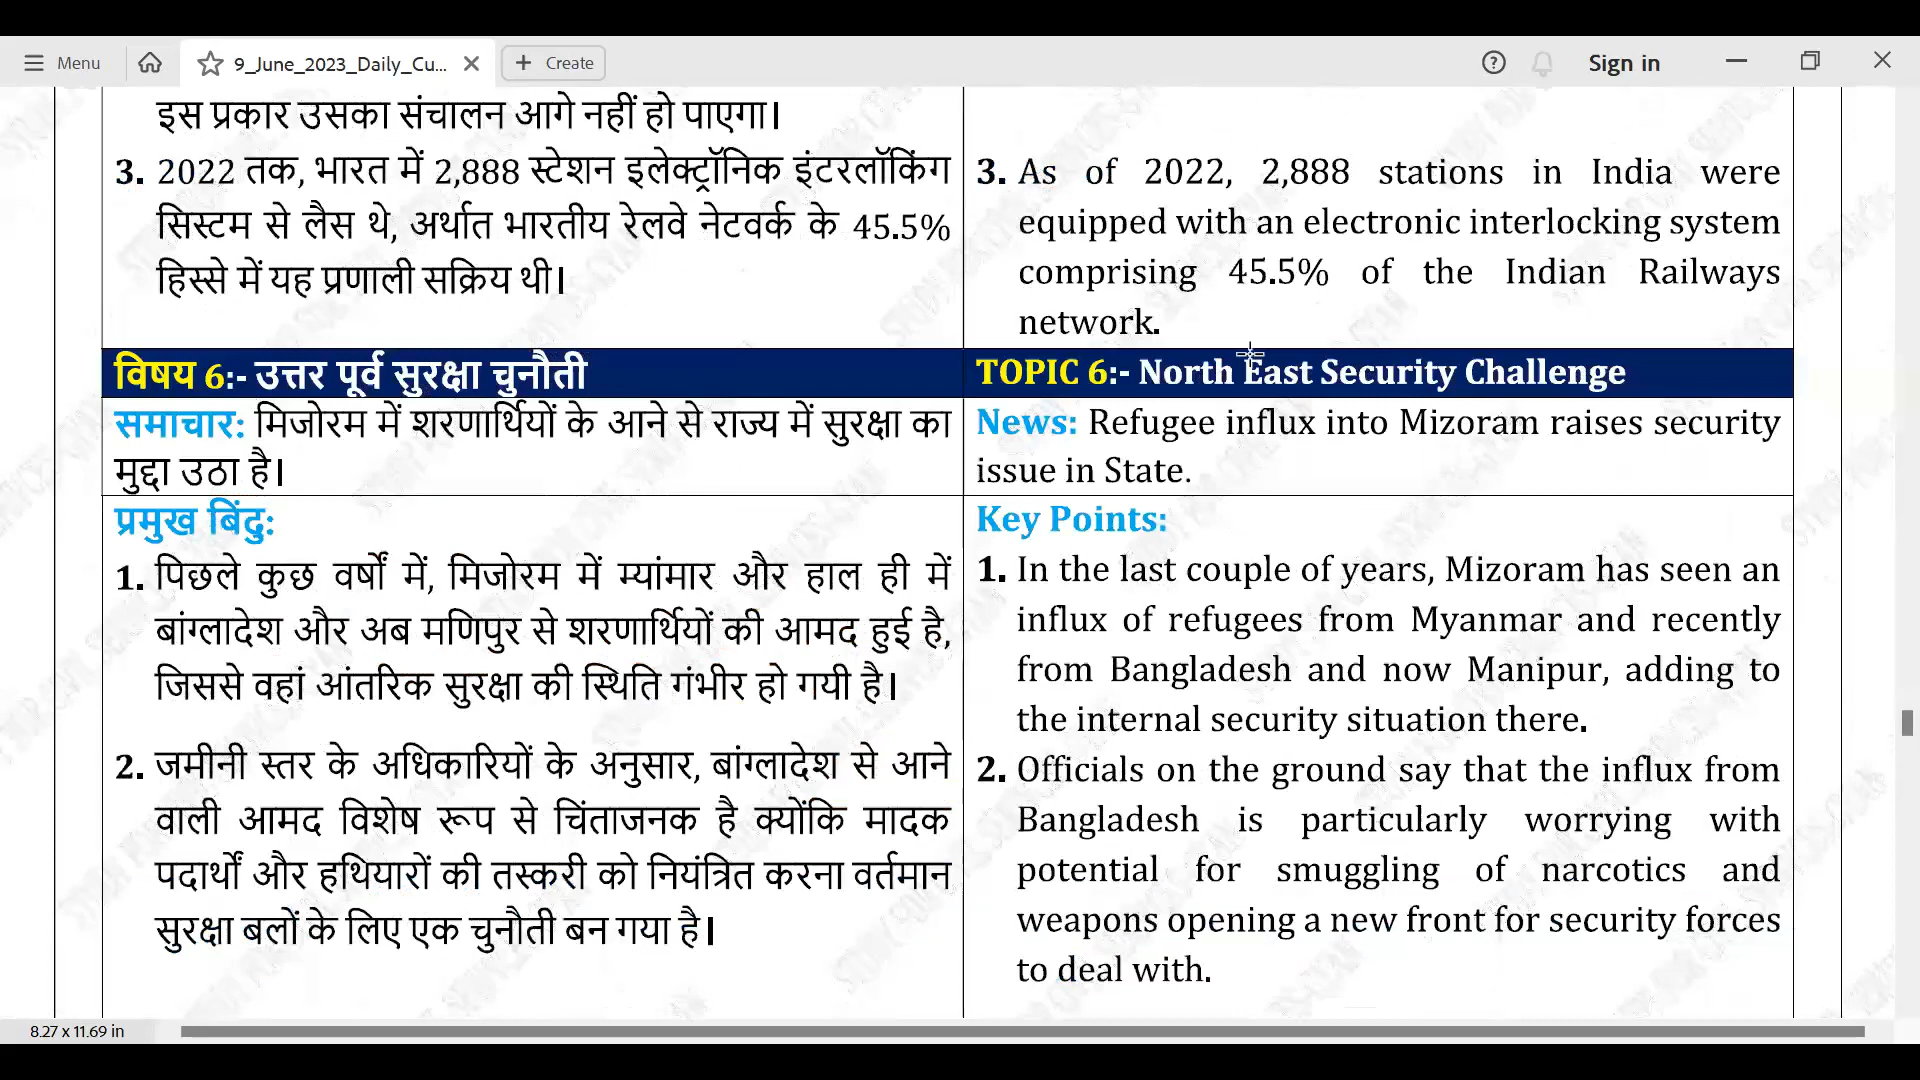 Menu
9_June_2023_Daily_Cu...
Create
Sign in
इस प्रकार उसका संचालन आगे नहीं हो पाएगा।
3. 2022 तक, भारत में 2,888 स्टेशन इलेक्ट्रॉनिक इंटरलॉकिंग
सिस्टम से लैस थे, अर्थात भारतीय रेलवे नेटवर्क के 45.5%
हिस्से में यह प्रणाली सक्रिय थी।
3. As of 2022, 2,888 stations in India were
equipped with an electronic interlocking system
comprising 45.5% of the Indian Railways
network.
विषय 6:- उत्तर पूर्व सुरक्षा चुनौती
TOPIC 6:- North East Security Challenge
समाचार: मिजोरम में शरणार्थियों के आने से राज्य में सुरक्षा का
मुद्दा उठा है।
News: Refugee influx into Mizoram raises security
issue in State.
प्रमुख बिंदु:
1. पिछले कुछ वर्षों में, मिजोरम में म्यांमार और हाल ही में
बांग्लादेश और अब मणिपुर से शरणार्थियों की आमद हुई है,
जिससे वहां आंतरिक सुरक्षा की स्थिति गंभीर हो गयी है।
2. जमीनी स्तर के अधिकारियों के अनुसार, बांग्लादेश से आने
वाली आमद विशेष रूप से चिंताजनक है क्योंकि मादक
पदार्थों और हथियारों की तस्करी को नियंत्रित करना वर्तमान
सुरक्षा बलों के लिए एक चुनौती बन गया है।
Key Points:
1. In the last couple of years, Mizoram has seen an
influx of refugees from Myanmar and recently
from Bangladesh and now Manipur, adding to
the internal security situation there.
2. Officials on the ground say that the influx from
Bangladesh is particularly worrying with
potential for smuggling of narcotics and
weapons opening a new front for security forces
to deal with.
8.27 x 11.69 in